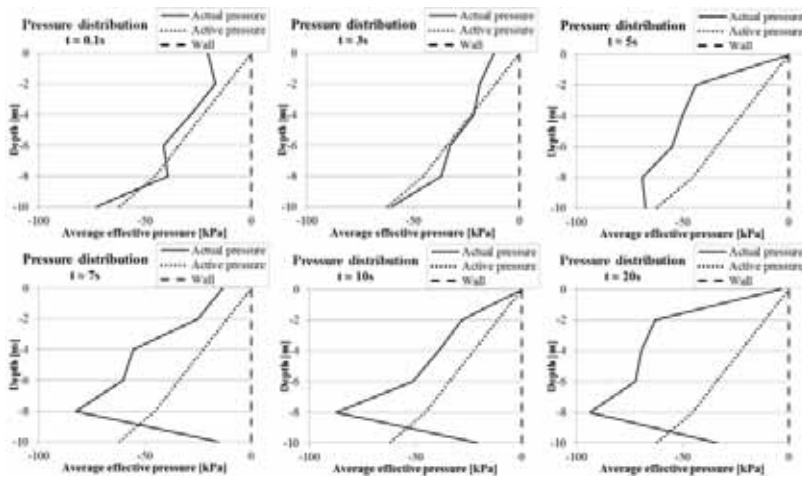 Pressure distribution
t = 0.1s
Actual pressure
Active pressure
Wall
0
-2
-4
-6
-8
-10
Depth [m]
-100
-50
0
Average effective pressure [kPa]
Pressure distribution
t = 3s
Actual pressure
Active pressure
Wall
0
-2
-4
-6
-8
-10
Depth [m]
-100
-50
0
Average effective pressure [kPa]
Pressure distribution
t = 5s
Actual pressure
Active pressure
Wall
0
-2
-4
-6
-8
-10
Depth [m]
-100
-50
0
Average effective pressure [kPa]
Pressure distribution
t = 7s
Actual pressure
Active pressure
Wall
0
-2
-4
-6
-8
-10
Depth [m]
-100
-50
0
Average effective pressure [kPa]
Pressure distribution
t = 10s
Actual pressure
Active pressure
Wall
0
-2
-4
-6
-8
-10
Depth [m]
-100
-50
0
Average effective pressure [kPa]
Pressure distribution
t = 20s
Actual pressure
Active pressure
Wall
0
-2
-4
-6
-8
-10
Depth [m]
-100
-50
0
Average effective pressure [kPa]